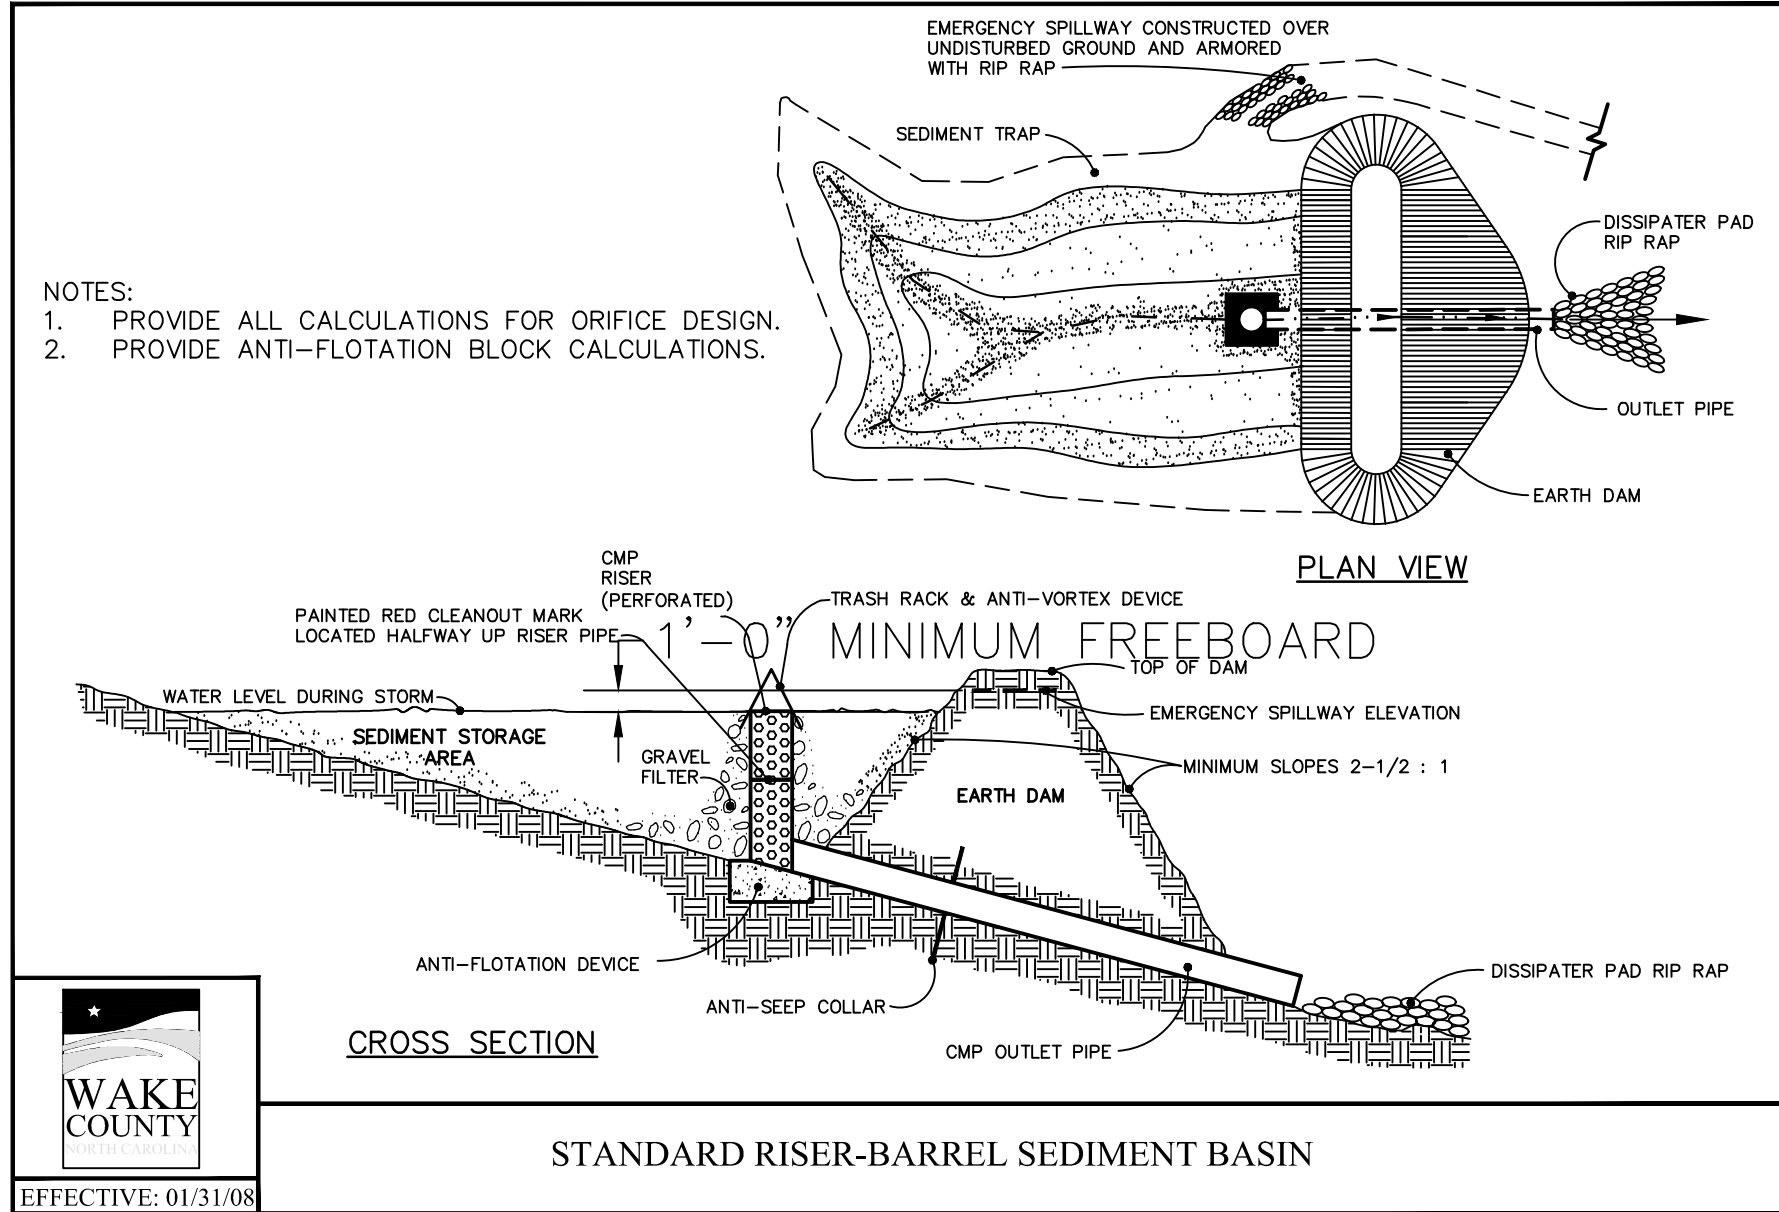 EMERGENCY SPILLWAY CONSTRUCTED OVER
UNDISTURBED GROUND AND ARMORED
WITH RIP RAP
SEDIMENT TRAP
DISSIPATER PAD
RIP RAP
NOTES:
1. PROVIDE ALL CALCULATIONS FOR ORIFICE DESIGN.
2. PROVIDE ANTI-FLOTATION BLOCK CALCULATIONS.
OUTLET PIPE
EARTH DAM
PLAN VIEW
CMP
RISER
(PERFORATED)
PAINTED RED CLEANOUT MARK
LOCATED HALFWAY UP RISER PIPE
TRASH RACK & ANTI-VORTEX DEVICE
1'-0" MINIMUM FREEBOARD
TOP OF DAM
WATER LEVEL DURING STORM
EMERGENCY SPILLWAY ELEVATION
SEDIMENT STORAGE
AREA
GRAVEL
FILTER
MINIMUM SLOPES 2-1/2 : 1
EARTH DAM
ANTI-FLOTATION DEVICE
ANTI-SEEP COLLAR
DISSIPATER PAD RIP RAP
CMP OUTLET PIPE
CROSS SECTION
WAKE
COUNTY
NORTH CAROLINA
STANDARD RISER-BARREL SEDIMENT BASIN
EFFECTIVE: 01/31/08